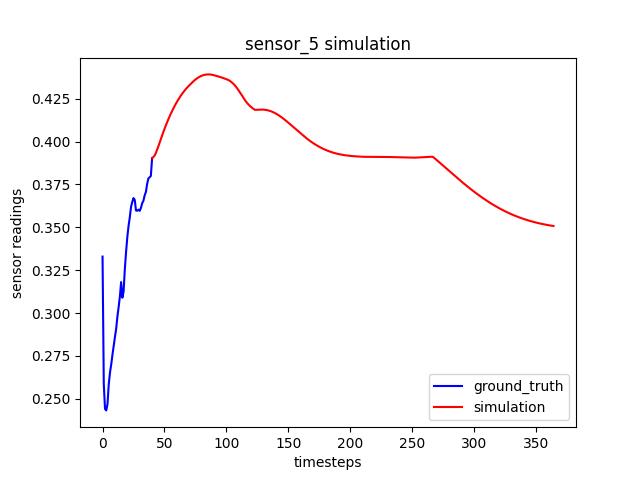 sensor_5 simulation
sensor readings
0.425
0.400
0.375
0.350
0.325
0.300
0.275
0.250
0 50 100 150 200 250 300 350
timesteps
ground_truth
simulation